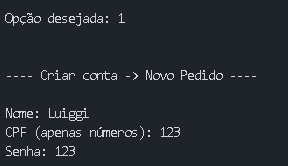 Opção desejada: 1
---- Criar conta -> Novo Pedido ----
Nome: Luiggi
CPF (apenas números): 123
Senha: 123